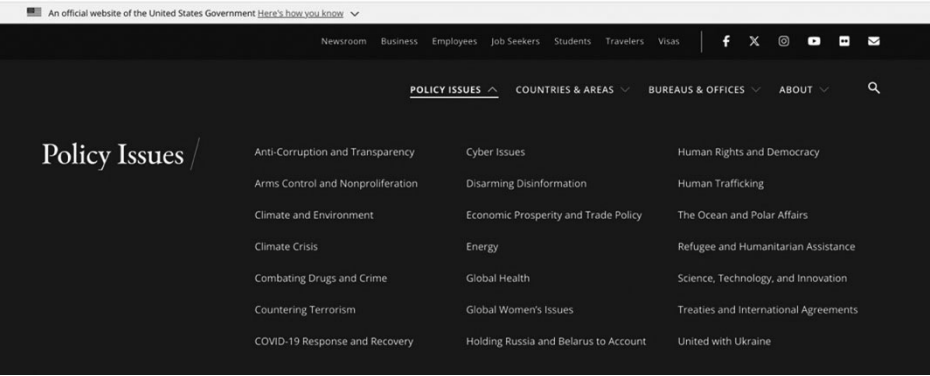 An official website of the United States Government Here's how you know
Newsroom Business Employees Job Seekers Students Travelers Visas
POLICY ISSUES COUNTRIES & AREAS BUREAUS & OFFICES ABOUT
Policy Issues /
Anti-Corruption and Transparency
Arms Control and Nonproliferation
Climate and Environment
Climate Crisis
Combating Drugs and Crime
Countering Terrorism
COVID-19 Response and Recovery
Cyber Issues
Disarming Disinformation
Economic Prosperity and Trade Policy
Energy
Global Health
Global Women's Issues
Holding Russia and Belarus to Account
Human Rights and Democracy
Human Trafficking
The Ocean and Polar Affairs
Refugee and Humanitarian Assistance
Science, Technology, and Innovation
Treaties and International Agreements
United with Ukraine